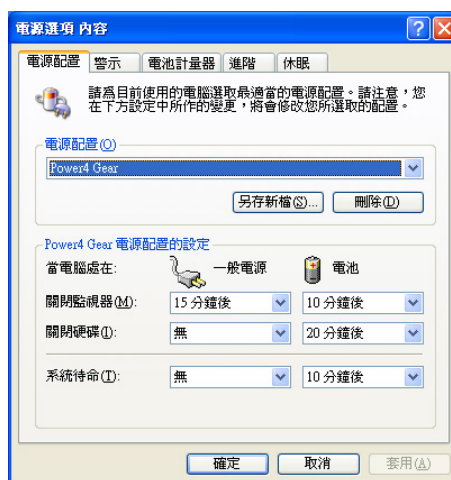 電源選項 內容
電源配置 警示 電池計量器 進階 休眠
請為目前使用的電腦選取最適當的電源配置。請注意，您
在下方設定中所作的變更，將會修改您所選取的配置。
電源配置(O)
Power4 Gear
另存新檔(S)... 刪除(D)
Power4 Gear 電源配置的設定
當電腦處在: 一般電源 電池
關閉監視器(M): 15 分鐘後 10 分鐘後
關閉硬碟(I): 無 20 分鐘後
系統待命(T): 無 10 分鐘後
確定 取消 套用(A)